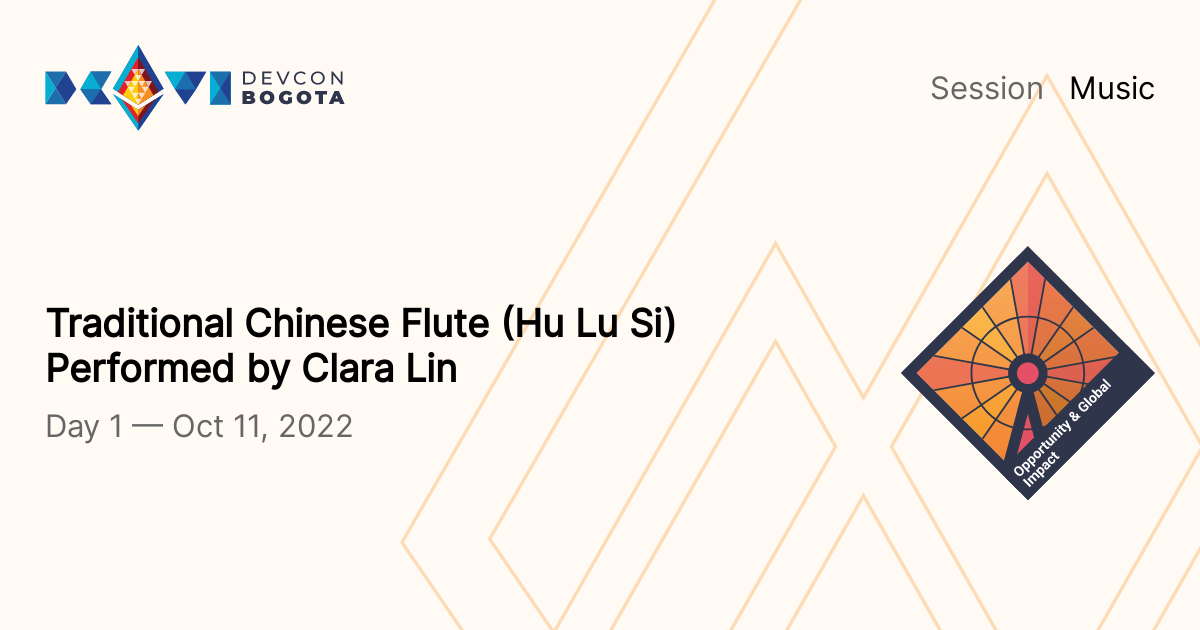 DEVCON
BOGOTA
Session Music
Traditional Chinese Flute (Hu Lu Si)
Performed by Clara Lin
Day 1 — Oct 11, 2022
Opportunity & Global
Impact